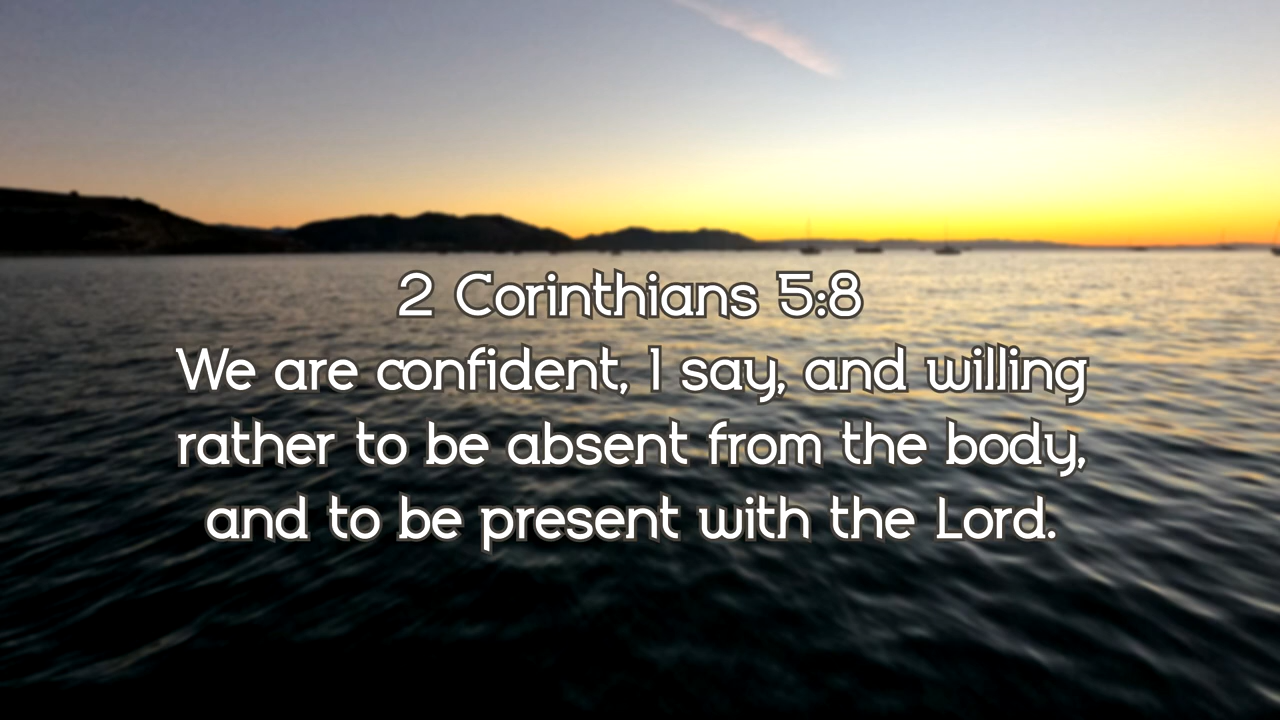 2 Corinthians 5:8
We are confident, I say, and willing
rather to be absent from the body,
and to be present with the Lord.